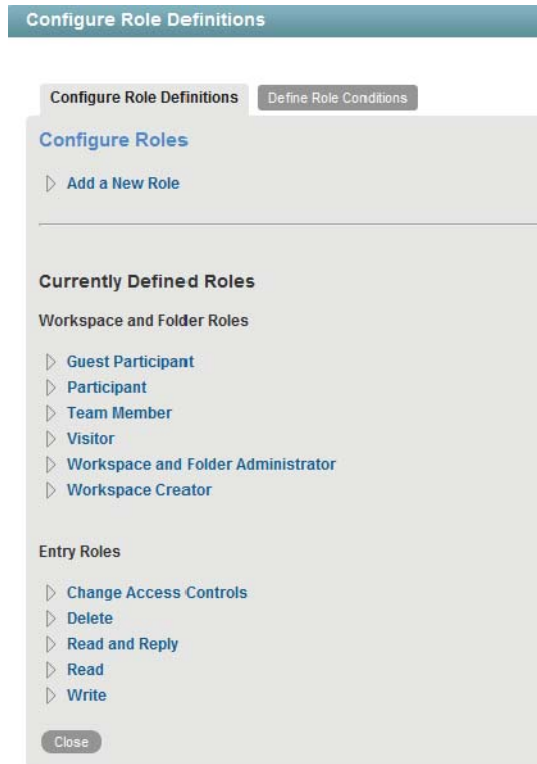 Configure Role Definitions
Configure Role Definitions
Define Role Conditions
Configure Roles
Add a New Role
Currently Defined Roles
Workspace and Folder Roles
Guest Participant
Participant
Team Member
Visitor
Workspace and Folder Administrator
Workspace Creator
Entry Roles
Change Access Controls
Delete
Read and Reply
Read
Write
Close